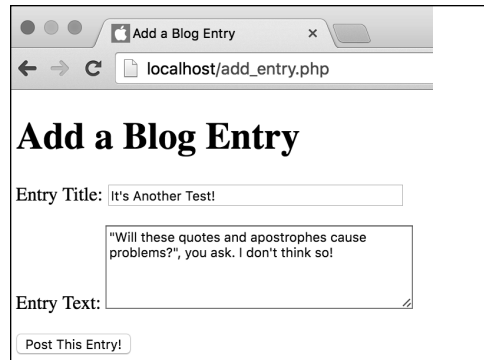 Add a Blog Entry
localhost/add_entry.php
Add a Blog Entry
Entry Title: It's Another Test!
"Will these quotes and apostrophes cause
problems?", you ask. I don't think so!
Entry Text:
Post This Entry!